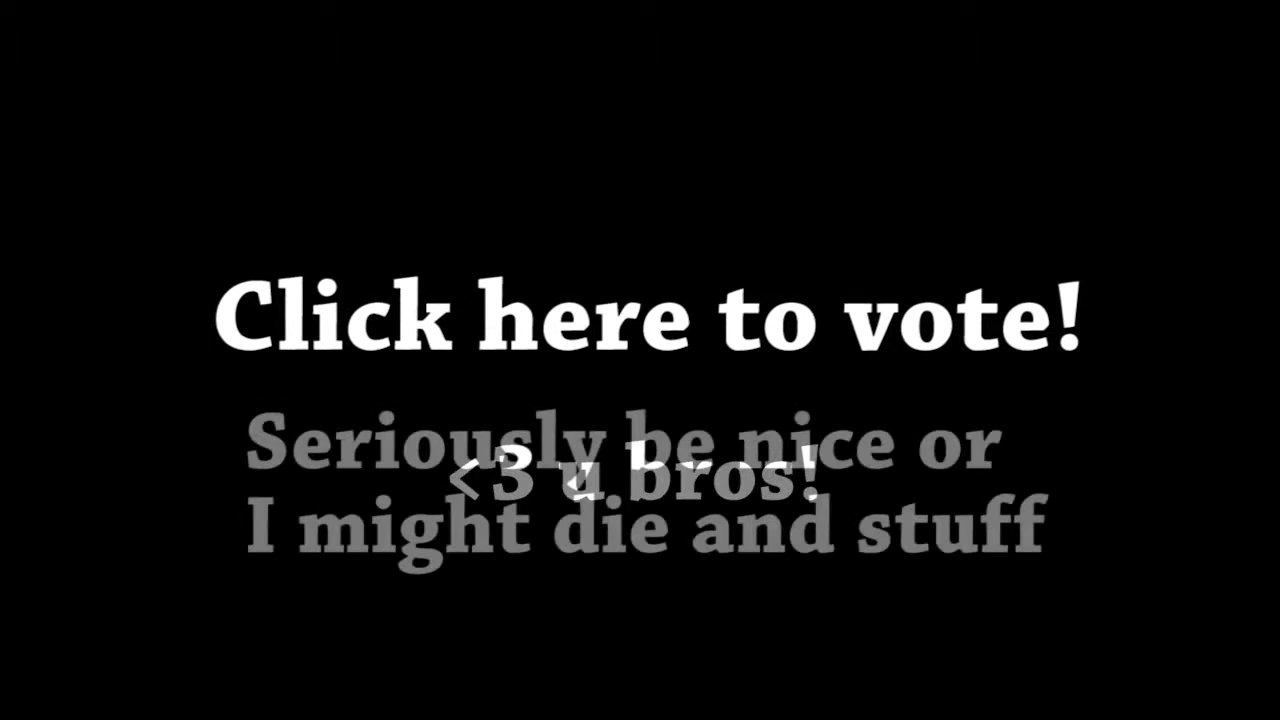 Click here to vote!
Seriously be nice or
<3 u bros!
I might die and stuff